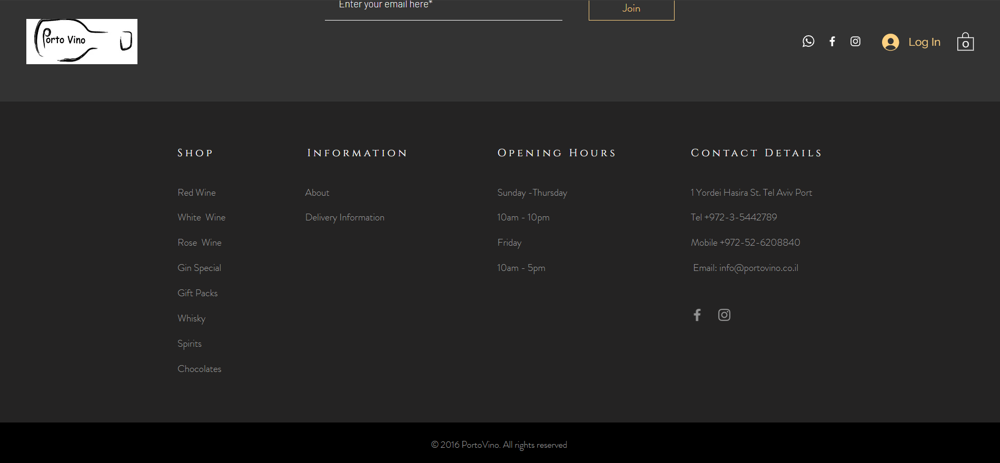 Enter your email here*
Join
Porto Vino
Log In
0
Shop
Red Wine
White  Wine
Rose  Wine
Gin Special
Gift Packs
Whisky
Spirits
Chocolates
Information
About
Delivery Information
Opening Hours
Sunday -Thursday
10am - 10pm
Friday
10am - 5pm
Contact Details
1 Yordei Hasira St. Tel Aviv Port
Tel +972-3-5442789
Mobile +972-52-6208840
Email: info@portovino.co.il
© 2016 PortoVino. All rights reserved